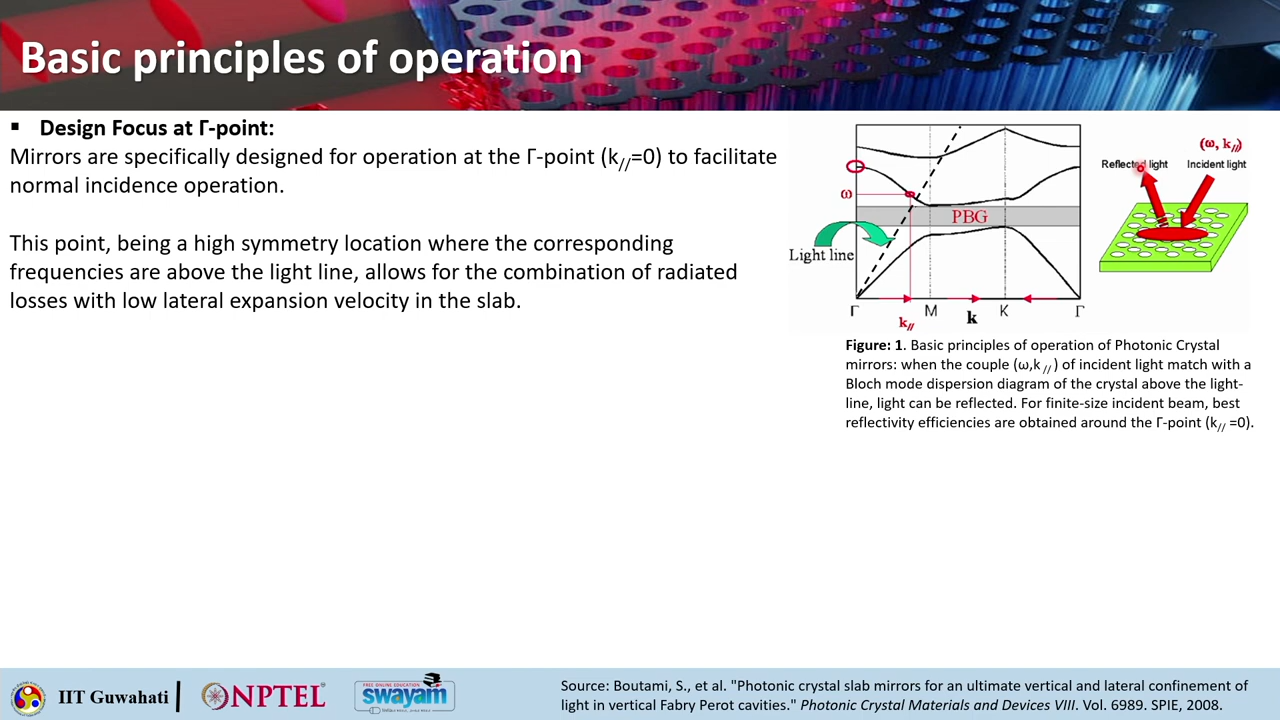 Basic principles of operation
▪ Design Focus at Γ-point:
Mirrors are specifically designed for operation at the Γ-point (k//=0) to facilitate
normal incidence operation.
This point, being a high symmetry location where the corresponding
frequencies are above the light line, allows for the combination of radiated
losses with low lateral expansion velocity in the slab.
ω
PBG
Light line
Γ
M
K
Γ
k//
k
(ω, k//)
Reflected light
Incident light
Figure: 1. Basic principles of operation of Photonic Crystal
mirrors: when the couple (ω,k //) of incident light match with a
Bloch mode dispersion diagram of the crystal above the light-
line, light can be reflected. For finite-size incident beam, best
reflectivity efficiencies are obtained around the Γ-point (k// =0).
IIT Guwahati
NPTEL
FREE ONLINE EDUCATION
swayam
Source: Boutami, S., et al. "Photonic crystal slab mirrors for an ultimate vertical and lateral confinement of
light in vertical Fabry Perot cavities." Photonic Crystal Materials and Devices VIII. Vol. 6989. SPIE, 2008.